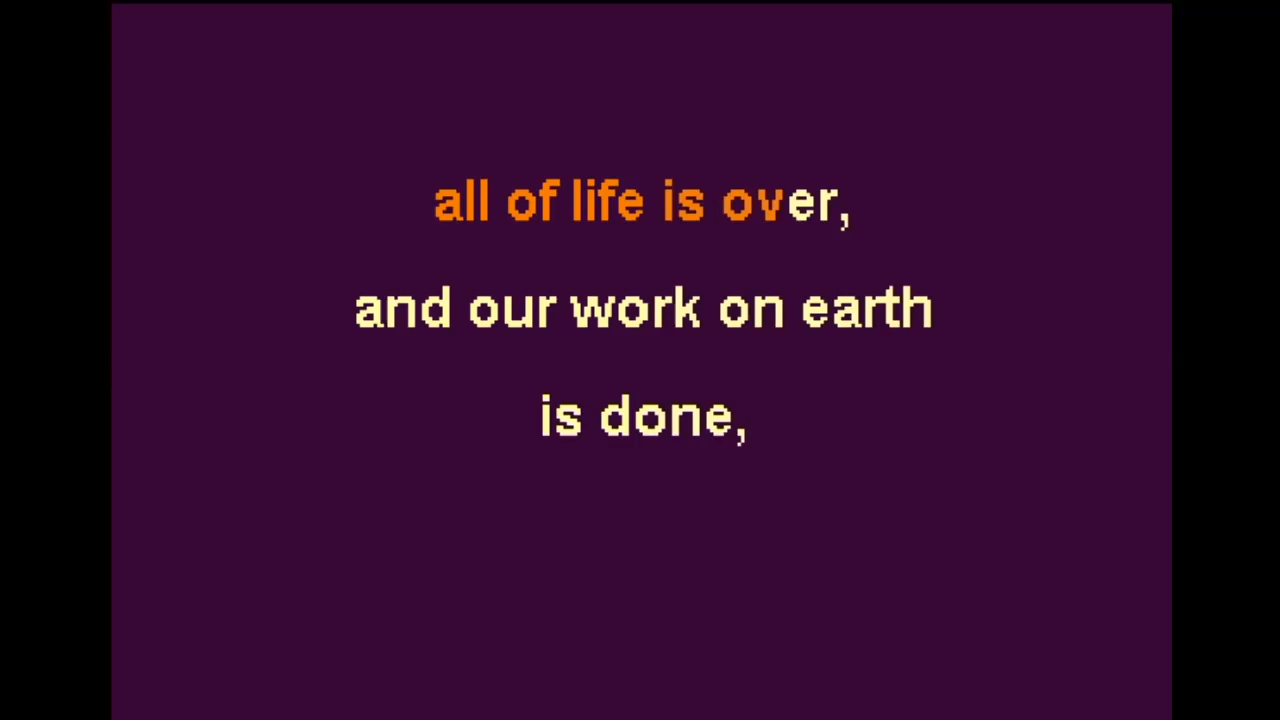 all of life is over,
and our work on earth
is done,